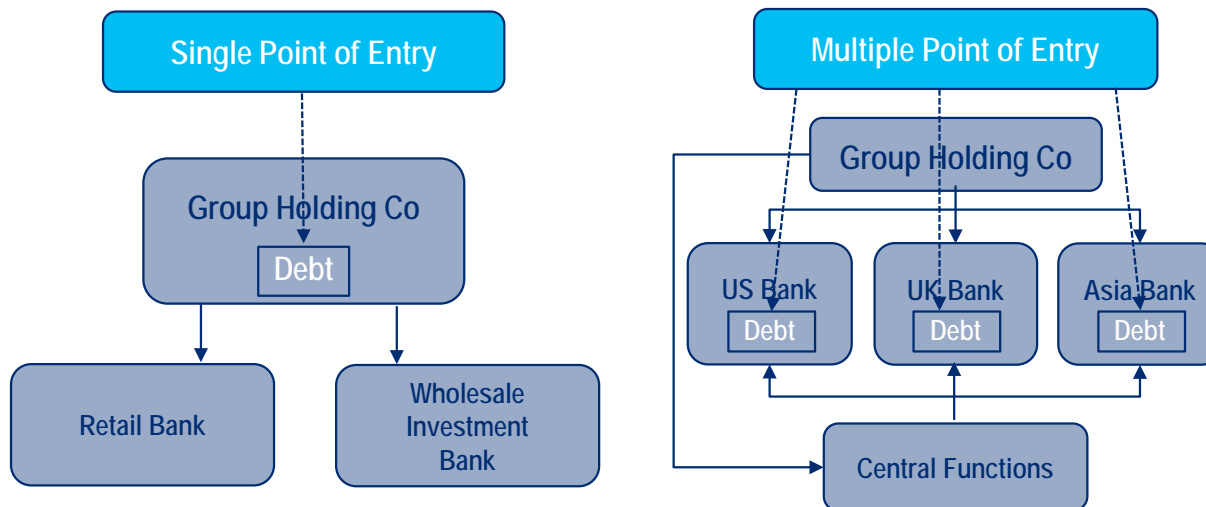 Single Point of Entry
Group Holding Co
Debt
Retail Bank
Wholesale
Investment
Bank
Multiple Point of Entry
Group Holding Co
US Bank
Debt
UK Bank
Debt
Asia Bank
Debt
Central Functions